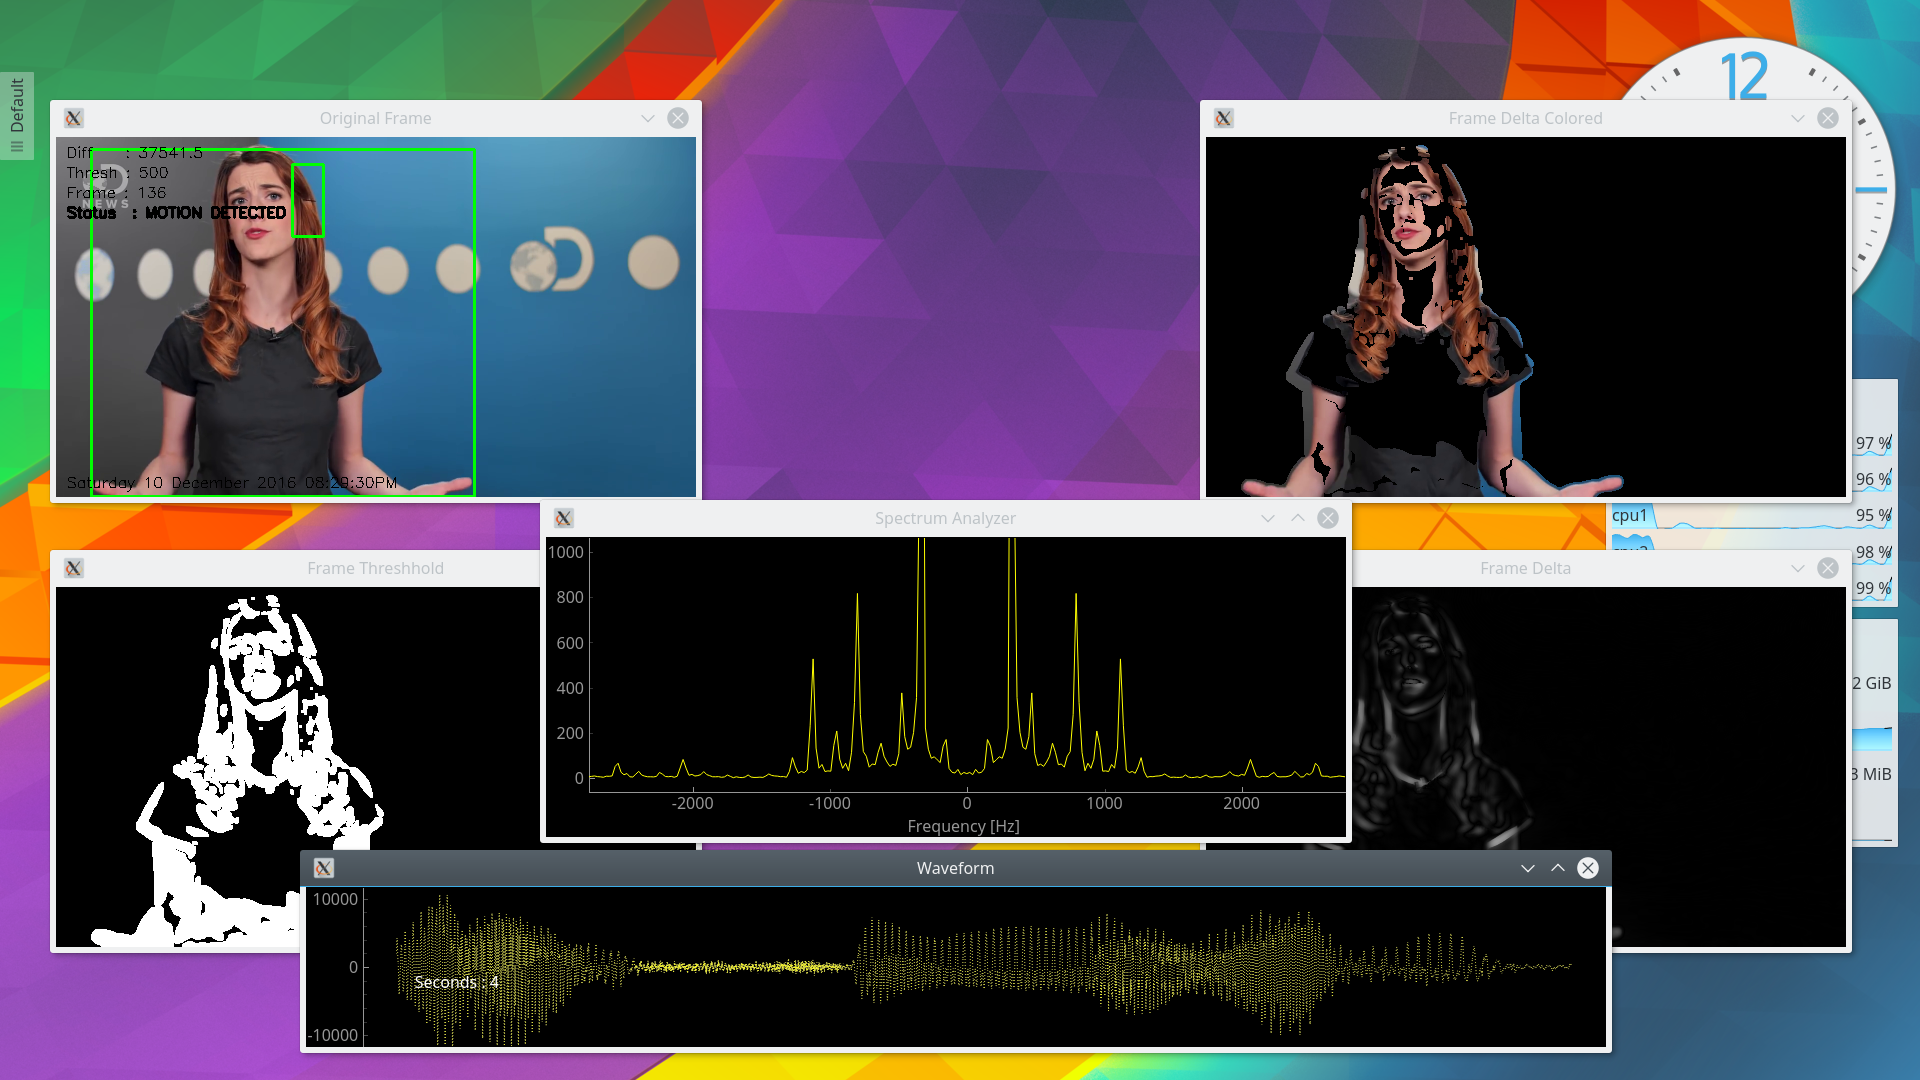 Default
12
Original Frame
Diff : 37541.5
Thresh : 500
Frame : 136
Status : MOTION DETECTED
NEWS
Saturday 10 December 2016 08:29:30PM
Frame Delta Colored
97 %
96 %
cpu1 95 %
98 %
99 %
2 GiB
3 MiB
Frame Threshhold
Spectrum Analyzer
1000
800
600
400
200
0
-2000 -1000 0 1000 2000
Frequency [Hz]
Frame Delta
Waveform
10000
0
Seconds : 4
-10000